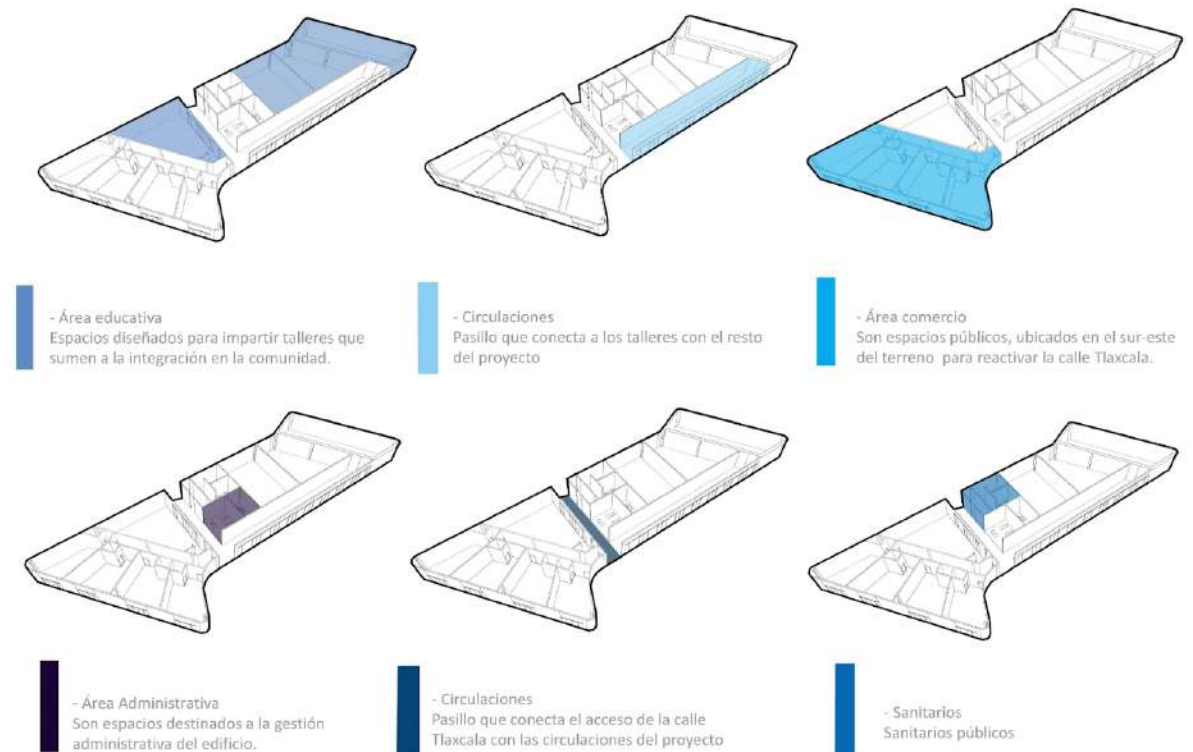 - Área educativa
Espacios diseñados para impartir talleres que
sumen a la integración en la comunidad.
- Circulaciones
Pasillo que conecta a los talleres con el resto
del proyecto
- Área comercio
Son espacios públicos, ubicados en el sur-este
del terreno para reactivar la calle Tlaxcala.
- Área Administrativa
Son espacios destinados a la gestión
administrativa del edificio.
- Circulaciones
Pasillo que conecta el acceso de la calle
Tlaxcala con las circulaciones del proyecto
- Sanitarios
Sanitarios públicos